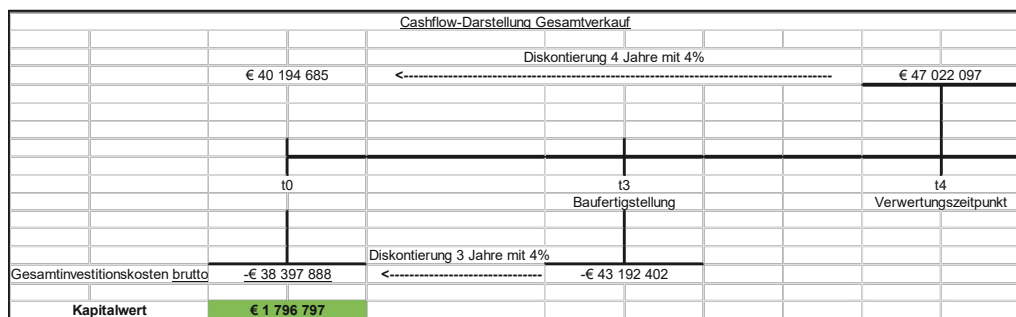 Cashflow-Darstellung Gesamtverkauf
Diskontierung 4 Jahre mit 4%
€ 40 194 685 <------------------------------------------------------------------------------- € 47 022 097
t0 t3 t4
Baufertigstellung Verwertungszeitpunkt
Diskontierung 3 Jahre mit 4%
Gesamtinvestitionskosten brutto -€ 38 397 888 <----------------------------- -€ 43 192 402
Kapitalwert € 1 796 797